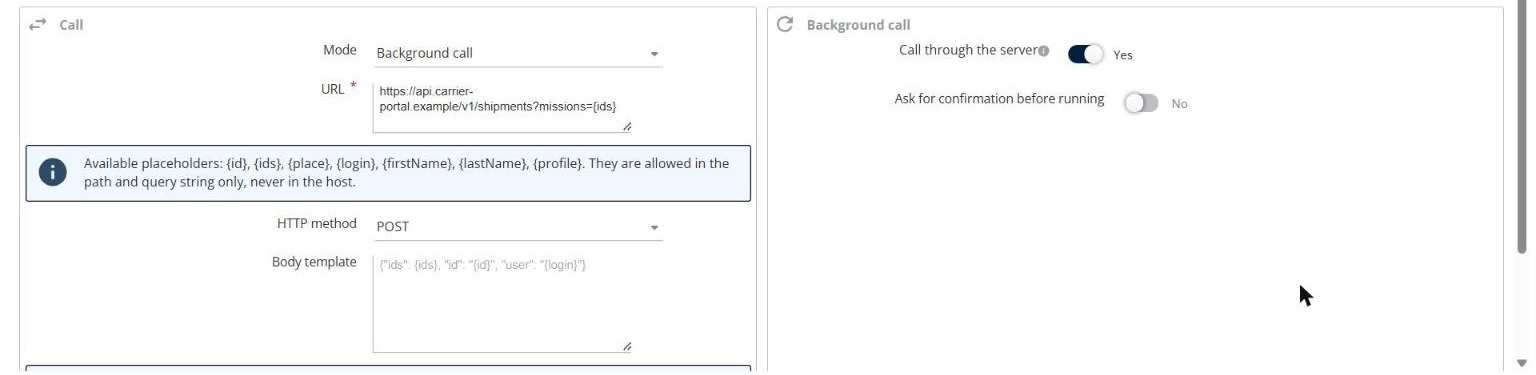 Call
Mode
Background call
URL *
https://api.carrier-
portal.example/v1/shipments?missions={ids}
Available placeholders: {id}, {ids}, {place}, {login}, {firstName}, {lastName}, {profile}. They are allowed in the
path and query string only, never in the host.
HTTP method
POST
Body template
{"ids": {ids}, "id": "{id}", "user": "{login}"}
Background call
Call through the server
Yes
Ask for confirmation before running
No